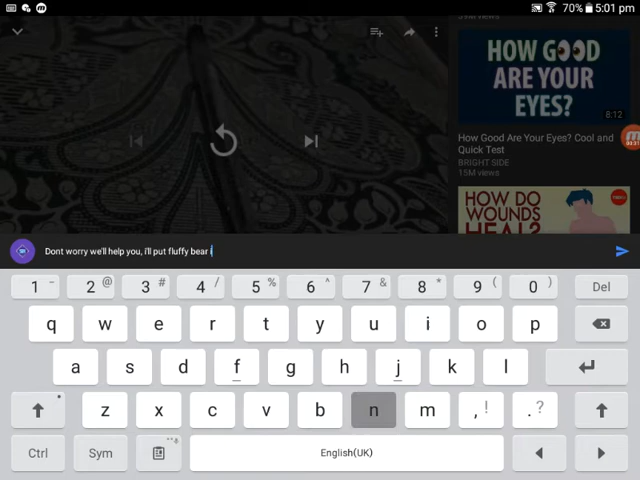 70% 5:01 pm
HOW GOOD
ARE YOUR
EYES?
8:12
How Good Are Your Eyes? Cool and
Quick Test
BRIGHT SIDE
15M views
HOW DO
WOUNDS
HEAL?
Dont worry we'll help you, i'll put fluffy bear i
1 - 2 @ 3 # 4 / 5 % 6 ^ 7 & 8 * 9 ( 0 ) Del
q w e r t y u i o p
a s d f g h j k l
z x c v b n m , ! . ?
Ctrl Sym English(UK)